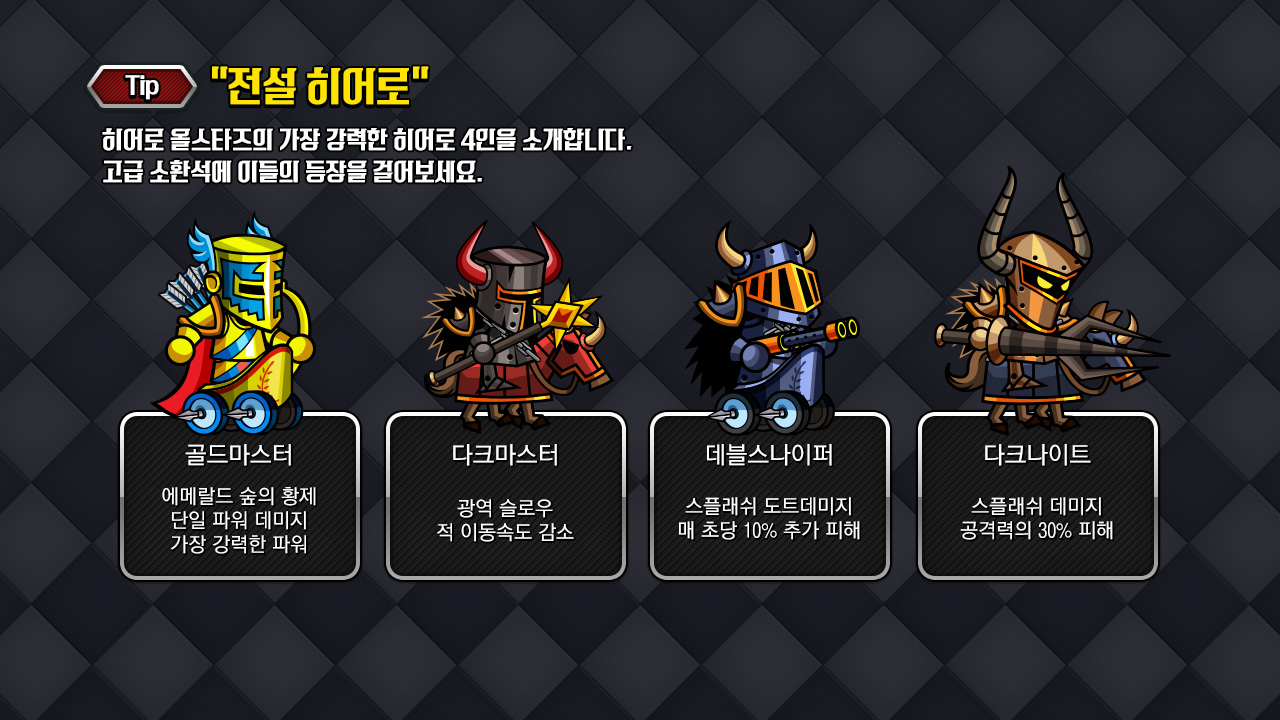 Tip "전설 히어로"
히어로 올스타즈의 가장 강력한 히어로 4인을 소개합니다.
고급 소환석에 이들의 등장을 걸어보세요.
골드마스터
에메랄드 숲의 황제
단일 파워 데미지
가장 강력한 파워
다크마스터
광역 슬로우
적 이동속도 감소
데블스나이퍼
스플래쉬 도트데미지
매 초당 10% 추가 피해
다크나이트
스플래쉬 데미지
공격력의 30% 피해